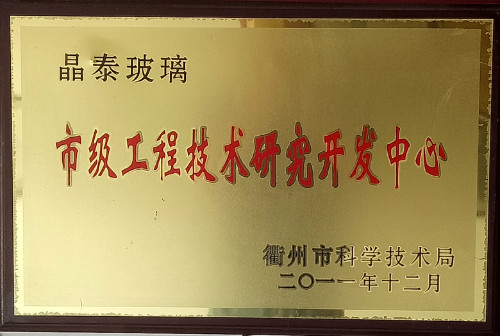 晶泰玻璃
市级工程技术研究开发中心
衢州市科学技术局
二〇一一年十二月